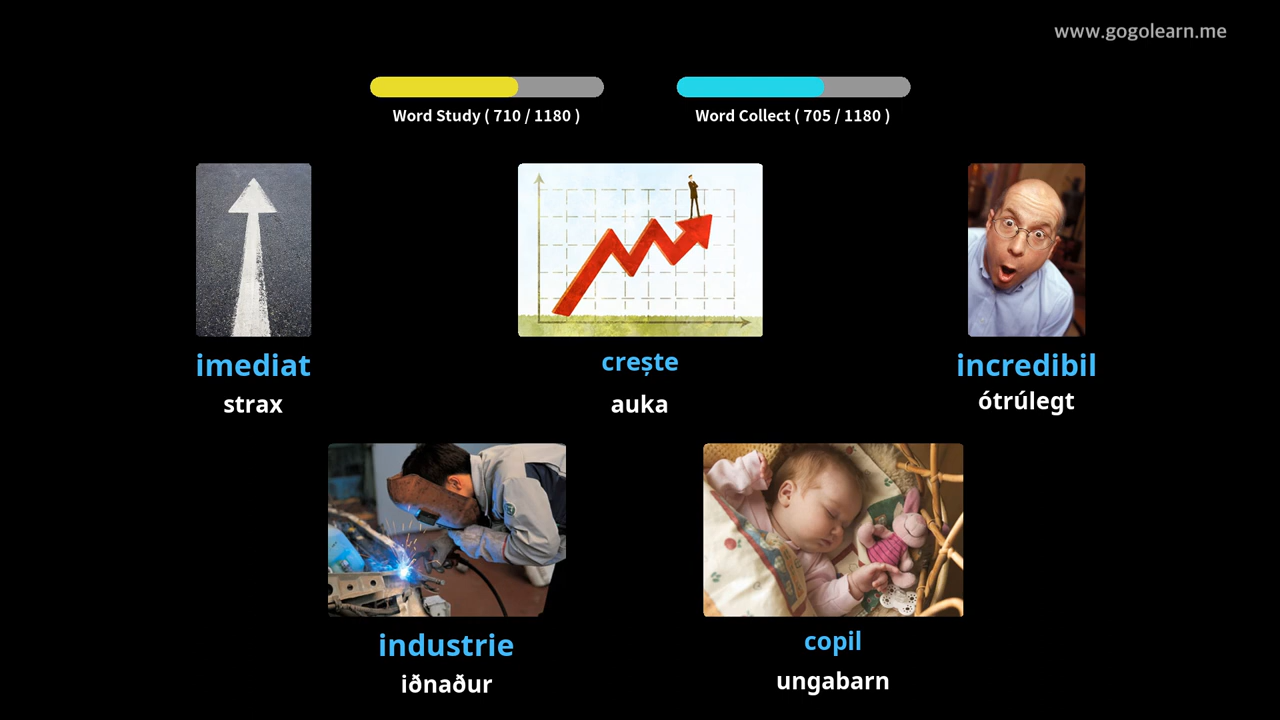 www.gogolearn.me
Word Study ( 710 / 1180 )
Word Collect ( 705 / 1180 )
imediat
strax
crește
auka
incredibil
ótrúlegt
industrie
iðnaður
copil
ungabarn